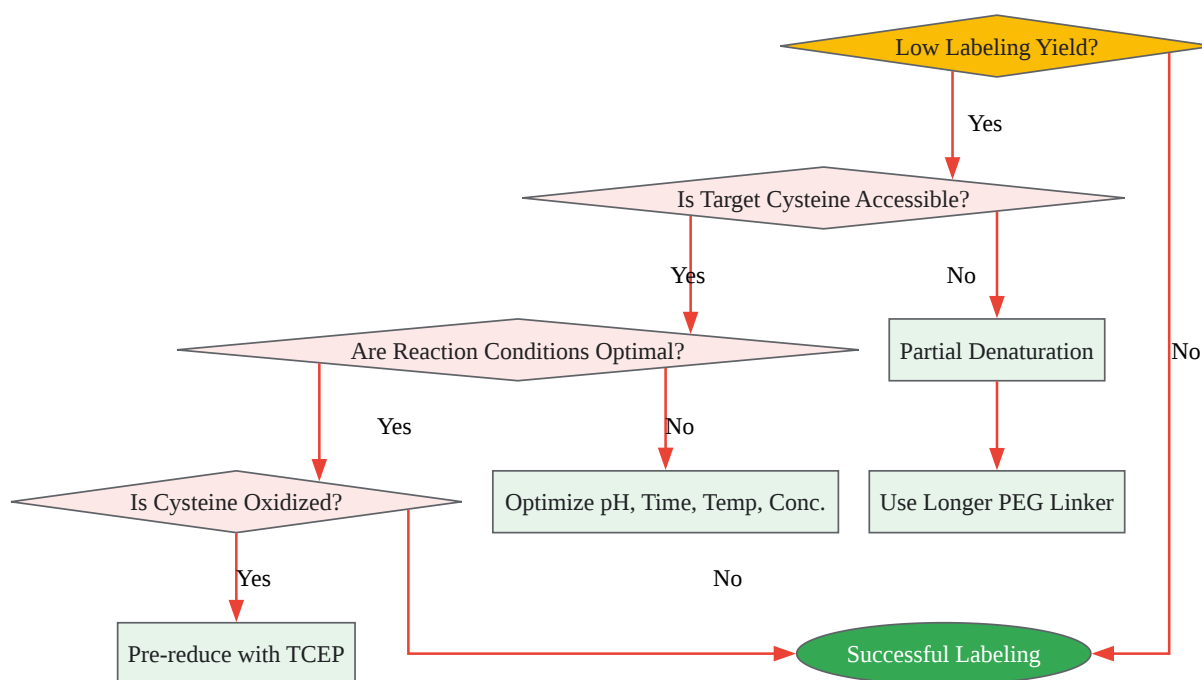 Low Labeling Yield?
Yes
Is Target Cysteine Accessible?
Yes
No
Are Reaction Conditions Optimal?
Partial Denaturation
No
Yes
No
Is Cysteine Oxidized?
Optimize pH, Time, Temp, Conc.
Use Longer PEG Linker
Yes
No
Pre-reduce with TCEP
Successful Labeling